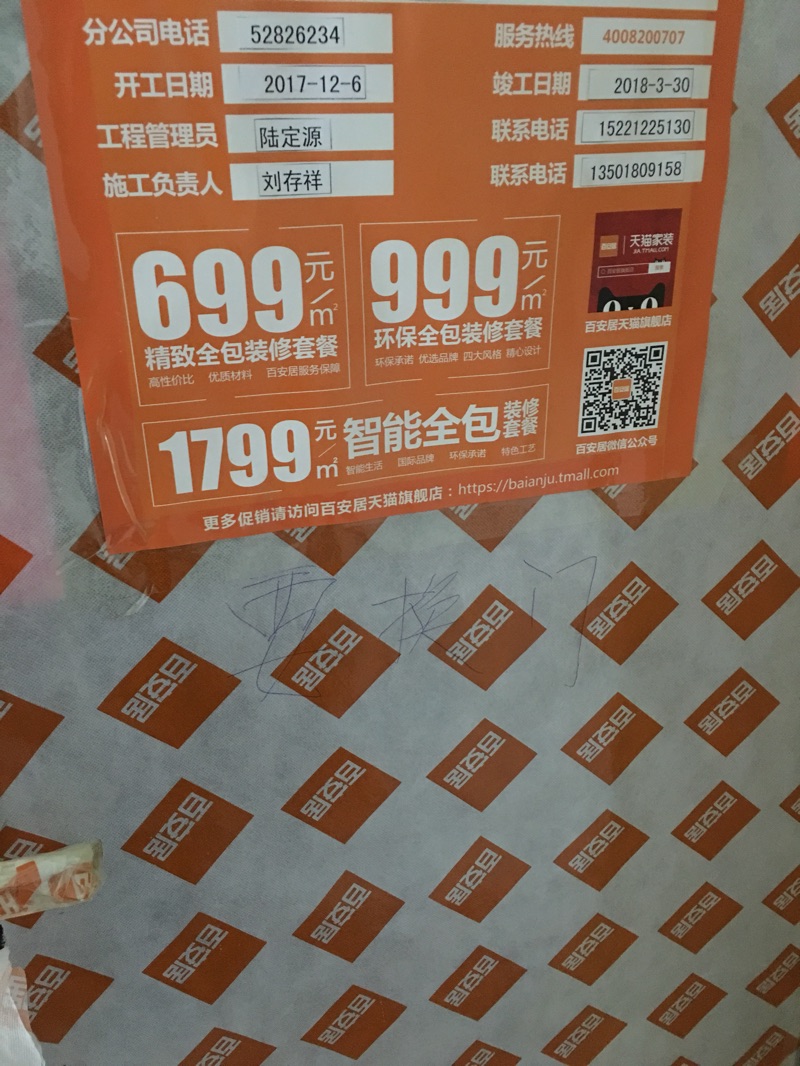 分公司电话 52826234 服务热线 4008200707
开工日期 2017-12-6 竣工日期 2018-3-30
工程管理员 陆定源 联系电话 15221225130
施工负责人 刘存祥 联系电话 13501809158
699元/㎡
精致全包装修套餐
高性价比 优质材料 百安居服务保障
999元/㎡
环保全包装修套餐
环保承诺 优选品牌 四大风格 精心设计
天猫家装
JIA.TMALL.COM
百安居天猫旗舰店
百安居微信公众号
1799元/㎡ 智能全包装修套餐
智能生活 国际品牌 环保承诺 特色工艺
更多促销请访问百安居天猫旗舰店：https://baianju.tmall.com
要换门
百安居